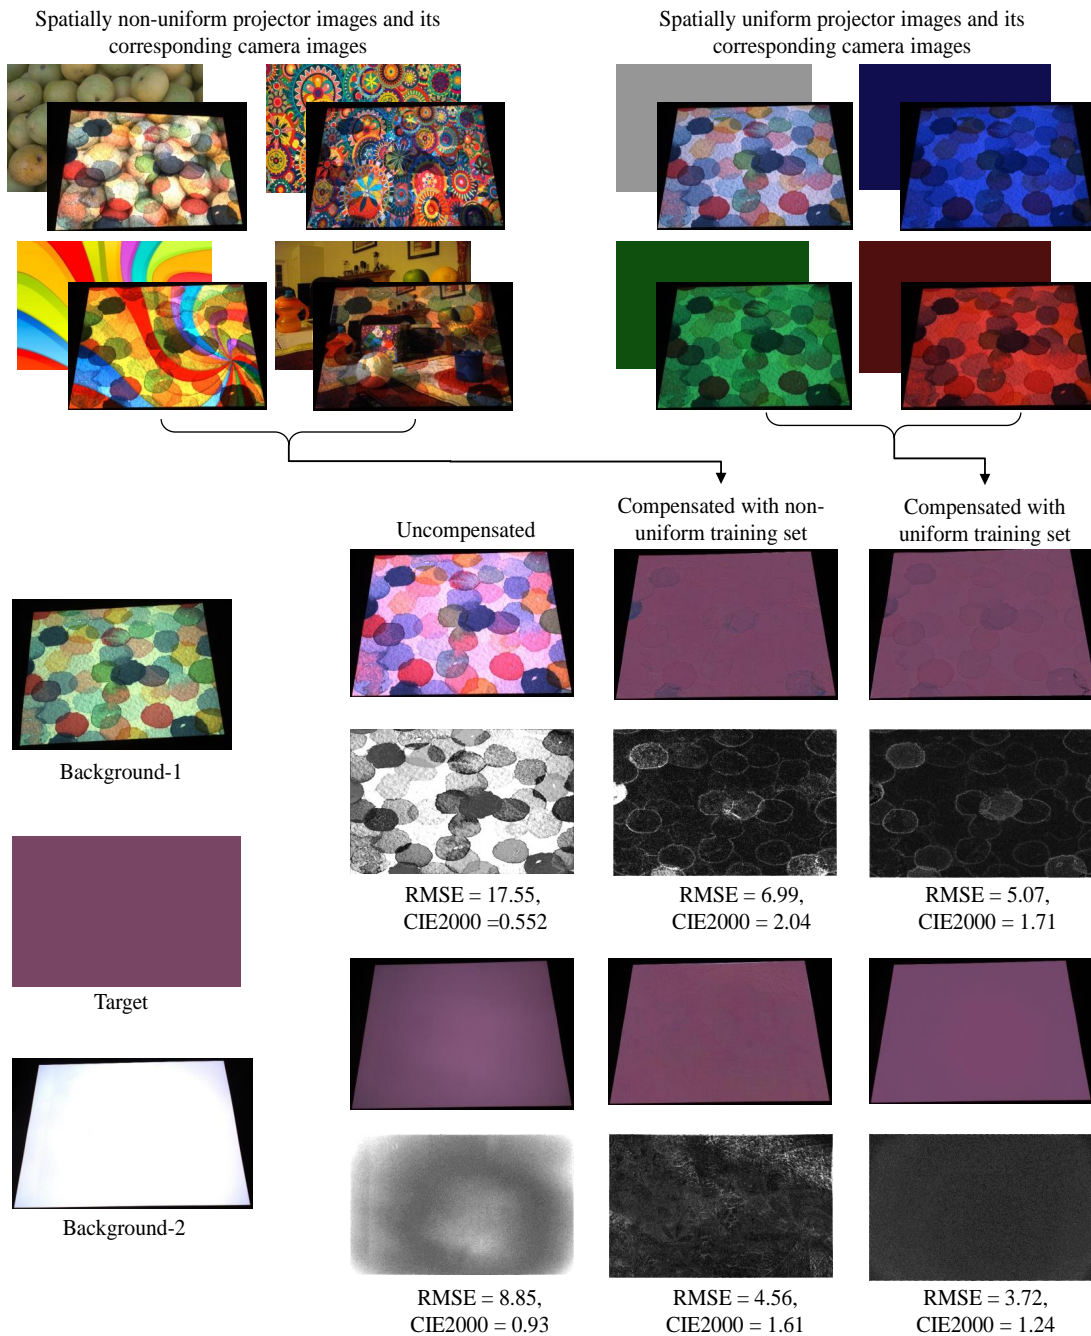 Spatially non-uniform projector images and its
corresponding camera images
Spatially uniform projector images and its
corresponding camera images
Uncompensated
Compensated with non-
uniform training set
Compensated with
uniform training set
Background-1
RMSE = 17.55,
CIE2000 =0.552
RMSE = 6.99,
CIE2000 = 2.04
RMSE = 5.07,
CIE2000 = 1.71
Target
Background-2
RMSE = 8.85,
CIE2000 = 0.93
RMSE = 4.56,
CIE2000 = 1.61
RMSE = 3.72,
CIE2000 = 1.24